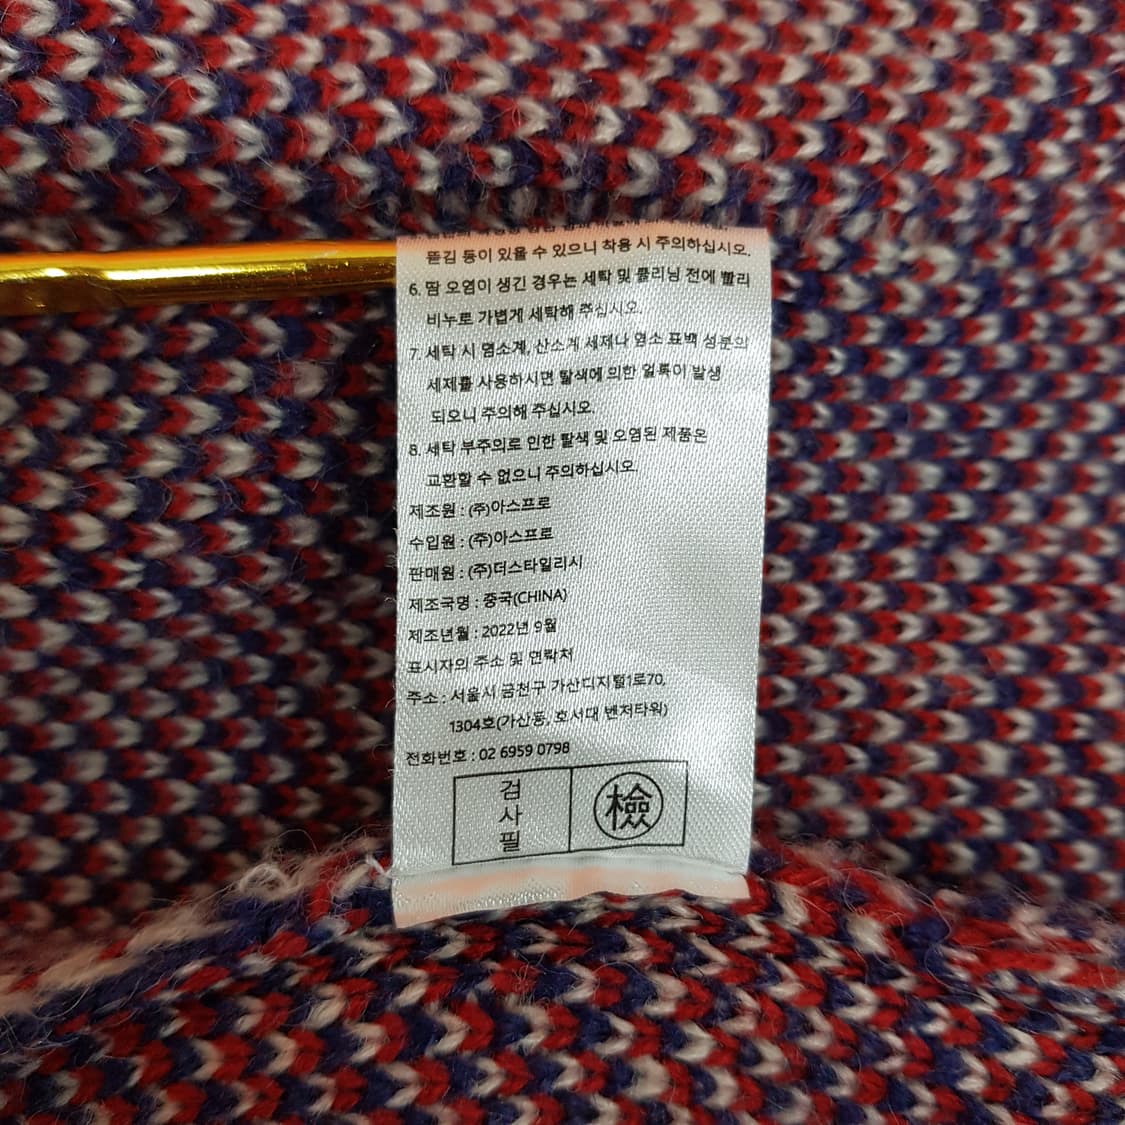 뜯김 등이 있을 수 있으니 착용 시 주의하십시오.
6. 땀 오염이 생긴 경우는 세탁 및 클리닝 전에 빨리
비누로 가볍게 세탁해 주십시오.
7. 세탁 시 염소계, 산소계 세제나 염소 표백 성분의
세제를 사용하시면 탈색에 의한 얼룩이 발생
되오니 주의해 주십시오.
8. 세탁 부주의로 인한 탈색 및 오염된 제품은
교환할 수 없으니 주의하십시오.
제조원 : (주)아스프로
수입원 : (주)아스프로
판매원 : (주)더스타일리시
제조국명 : 중국(CHINA)
제조년월 : 2022년 9월
표시자의 주소 및 연락처
주소 : 서울시 금천구 가산디지털1로70,
1304호(가산동, 호서대 벤처타워)
전화번호 : 02 6959 0798
검사필
檢